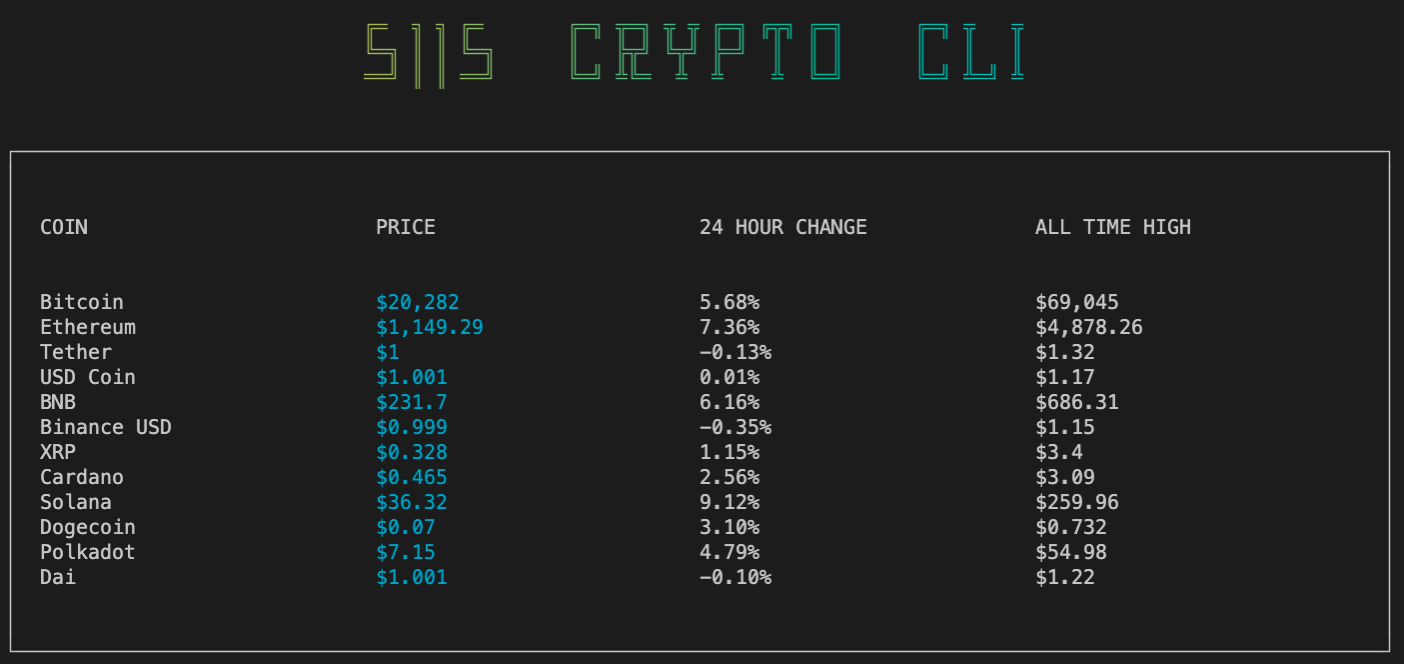 S||S CRYPTO CLI
COIN PRICE 24 HOUR CHANGE ALL TIME HIGH
Bitcoin $20,282 5.68% $69,045
Ethereum $1,149.29 7.36% $4,878.26
Tether $1 -0.13% $1.32
USD Coin $1.001 0.01% $1.17
BNB $231.7 6.16% $686.31
Binance USD $0.999 -0.35% $1.15
XRP $0.328 1.15% $3.4
Cardano $0.465 2.56% $3.09
Solana $36.32 9.12% $259.96
Dogecoin $0.07 3.10% $0.732
Polkadot $7.15 4.79% $54.98
Dai $1.001 -0.10% $1.22